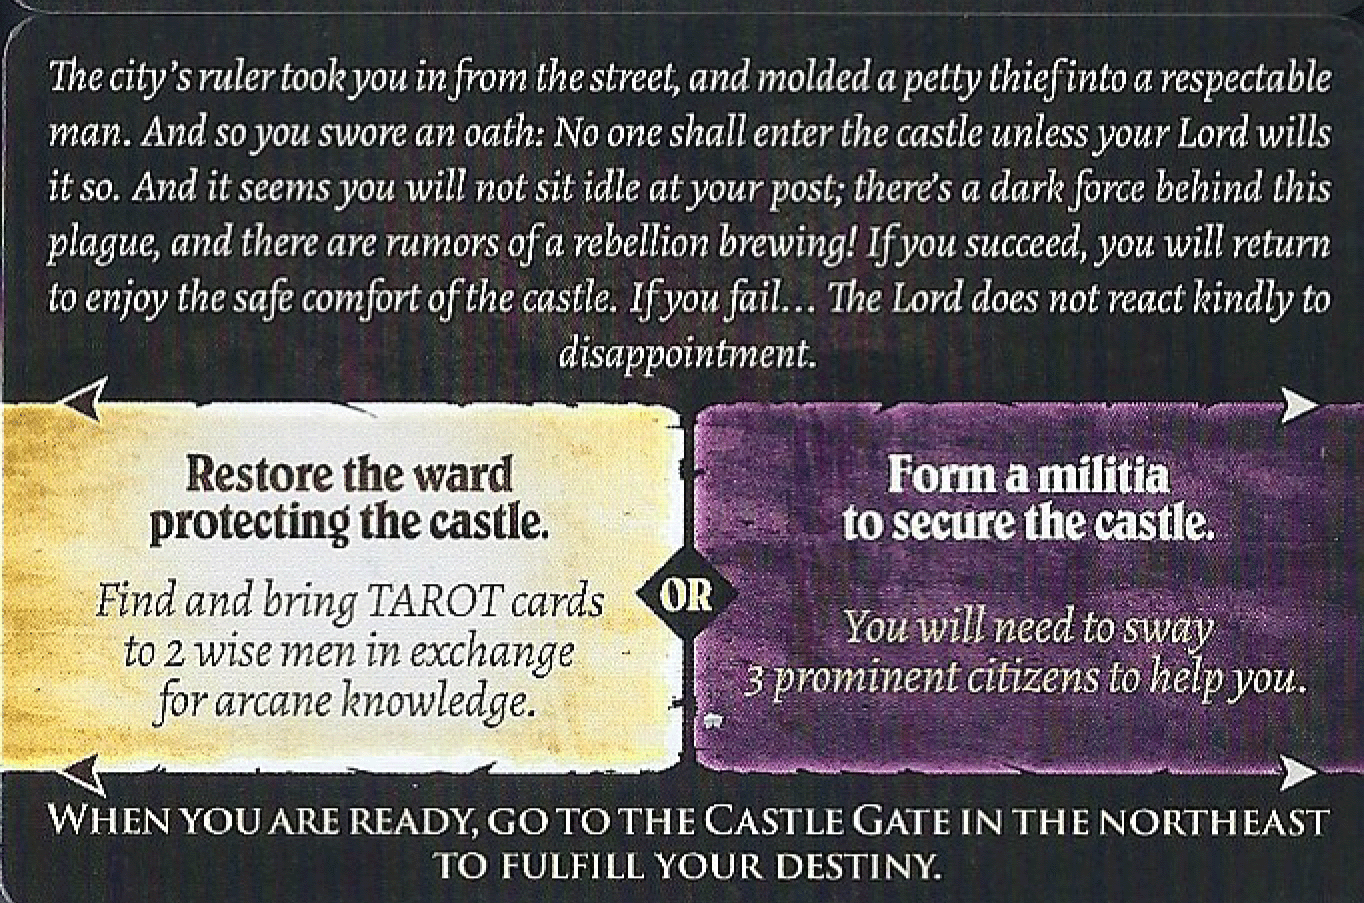 The city's ruler took you in from the street, and molded a petty thief into a respectable
man. And so you swore an oath: No one shall enter the castle unless your Lord wills
it so. And it seems you will not sit idle at your post; there's a dark force behind this
plague, and there are rumors of a rebellion brewing! If you succeed, you will return
to enjoy the safe comfort of the castle. If you fail... The Lord does not react kindly to
disappointment.
Restore the ward
protecting the castle.
Find and bring TAROT cards
to 2 wise men in exchange
for arcane knowledge.
OR
Form a militia
to secure the castle.
You will need to sway
3 prominent citizens to help you.
WHEN YOU ARE READY, GO TO THE CASTLE GATE IN THE NORTHEAST
TO FULFILL YOUR DESTINY.